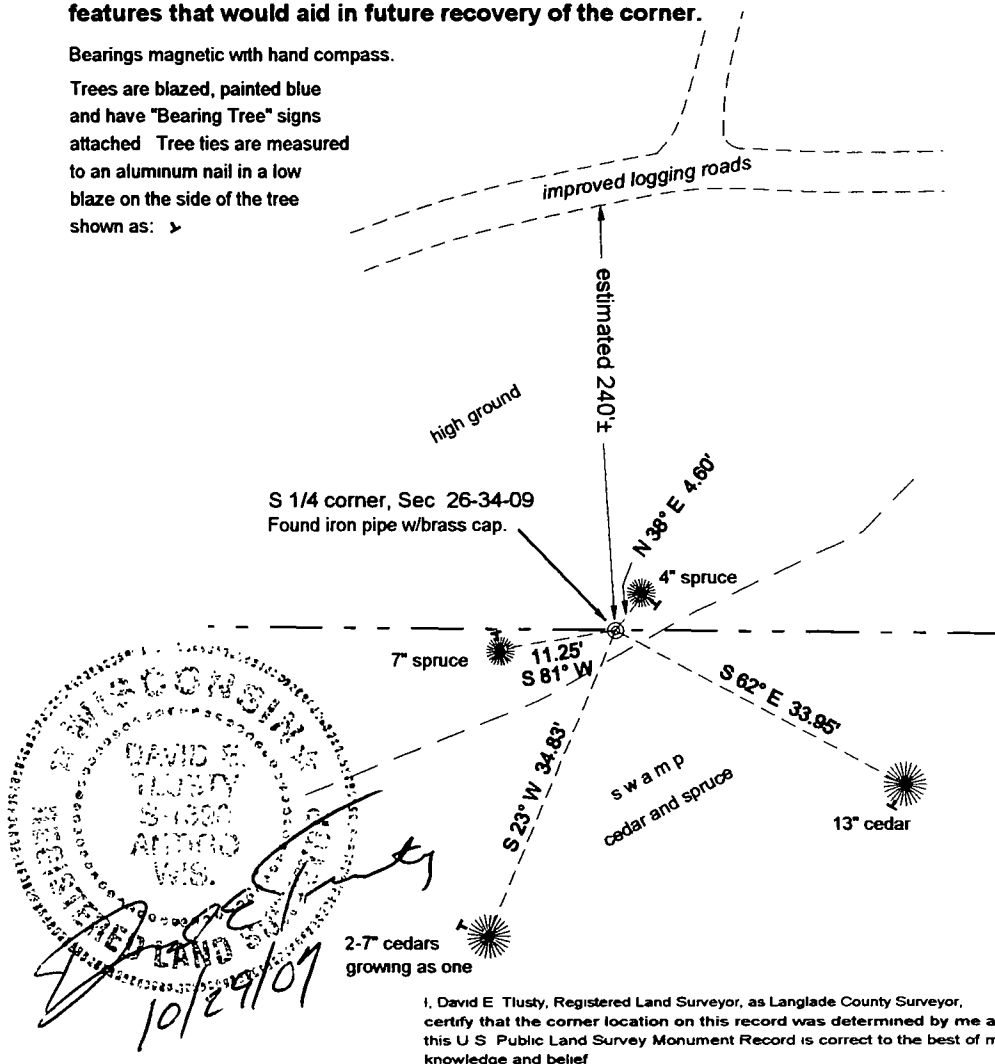 features that would aid in future recovery of the corner.
Bearings magnetic with hand compass.
Trees are blazed, painted blue
and have "Bearing Tree" signs
attached Tree ties are measured
to an aluminum nail in a low
blaze on the side of the tree
shown as:
improved logging roads
estimated 240'±
high ground
S 1/4 corner, Sec 26-34-09
Found iron pipe w/brass cap.
N 38° E 4.60'
4" spruce
7" spruce
11.25'
S 81° W
S 62° E 33.95'
S 23° W 34.83'
swamp
cedar and spruce
13" cedar
2-7" cedars
growing as one
WISCONSIN
DAVID E.
TLUSTY
ANTIGO
WIS.
REGISTERED LAND
I, David E Tlusty, Registered Land Surveyor, as Langlade County Surveyor,
certify that the corner location on this record was determined by me a
this U S Public Land Survey Monument Record is correct to the best of m
knowledge and belief